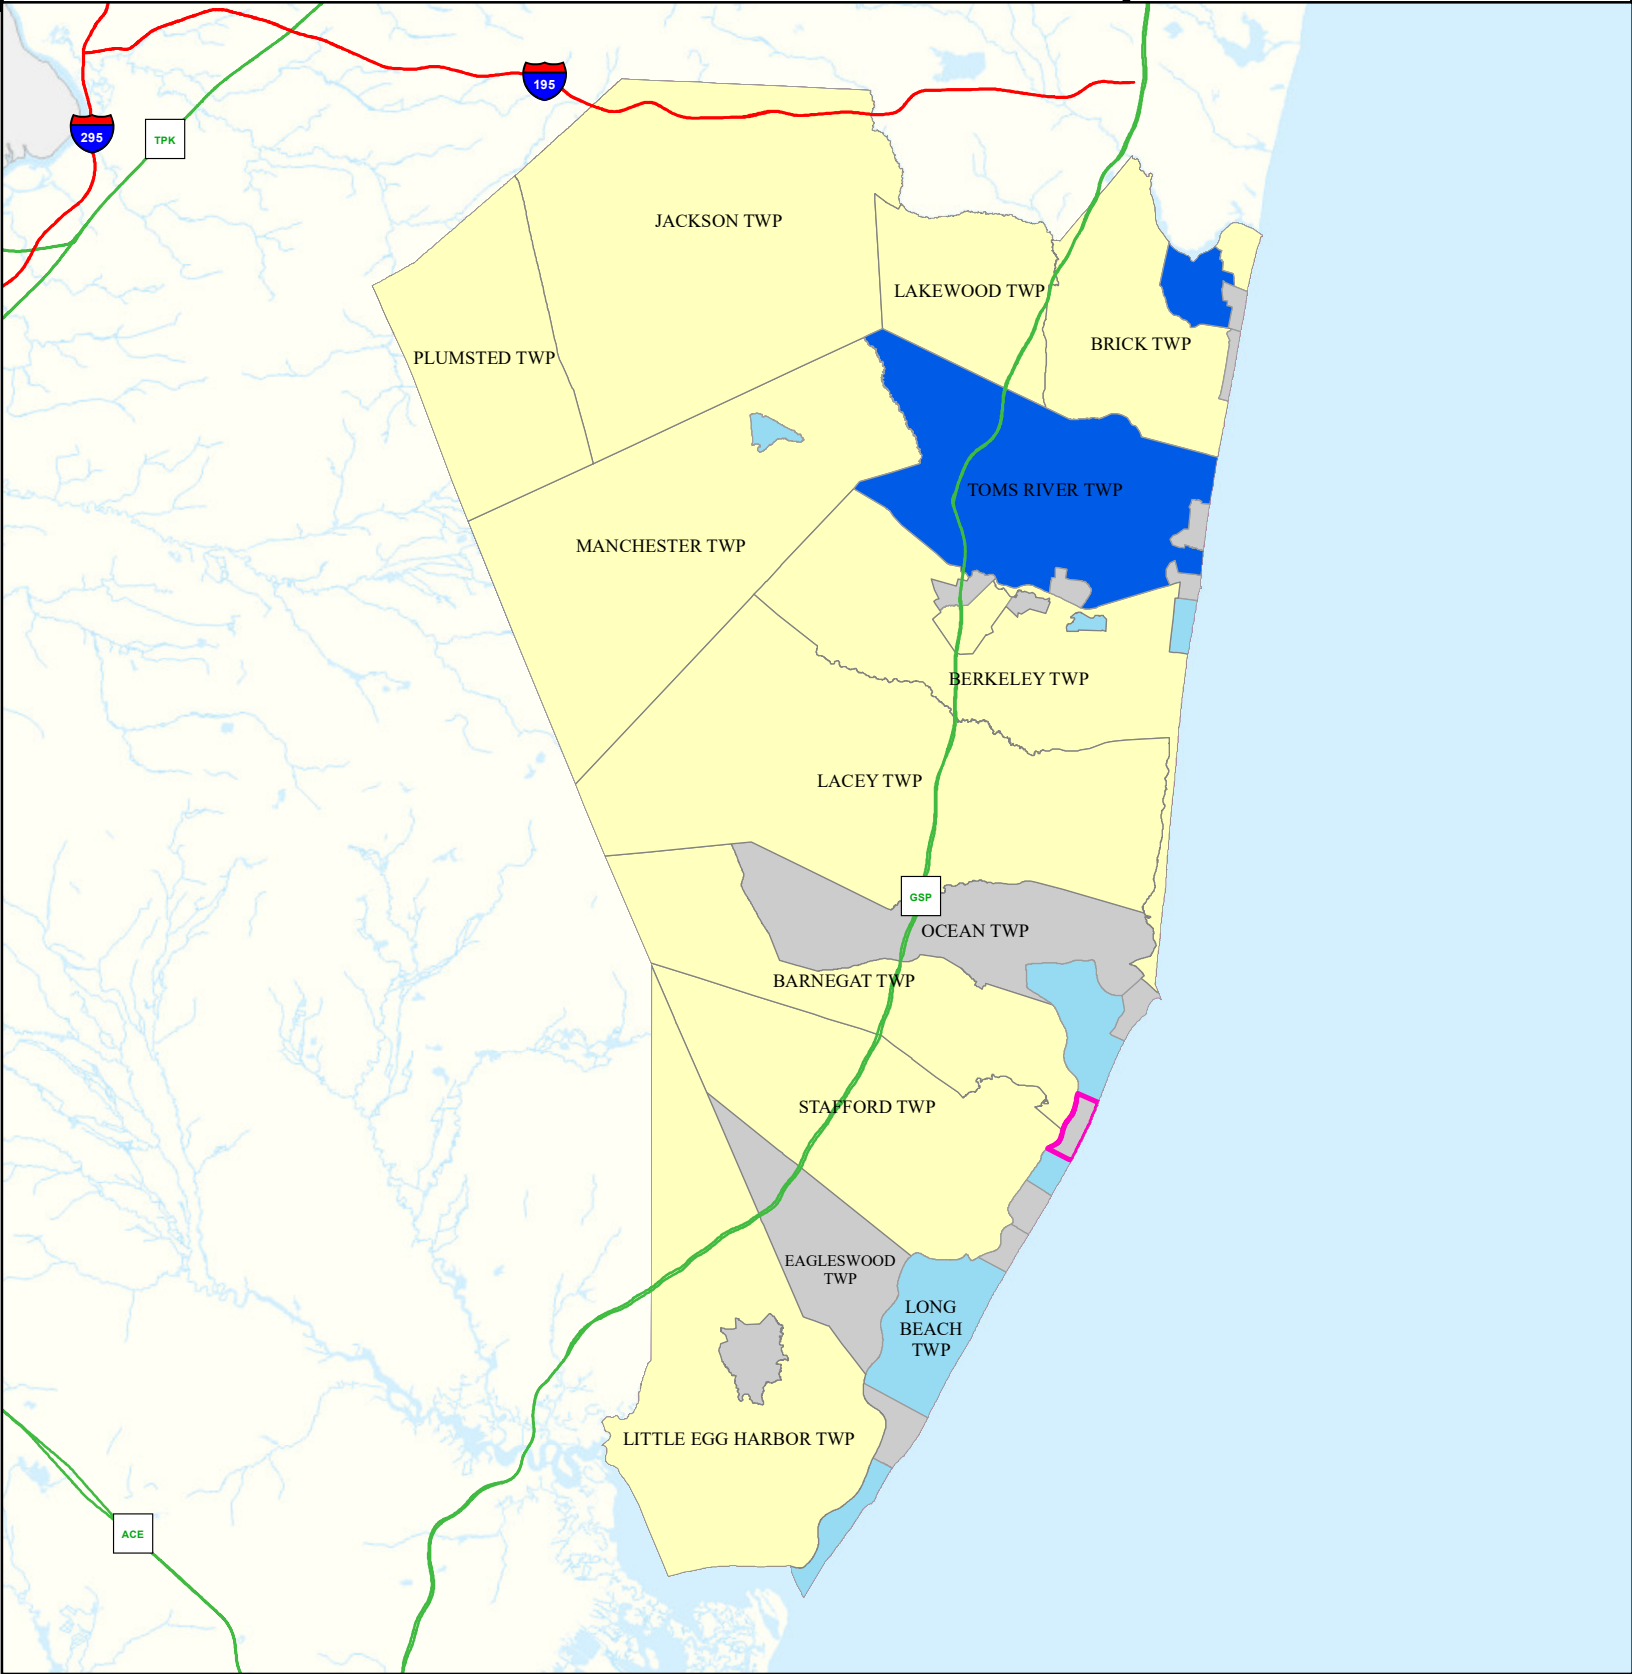 195
295
TPK
JACKSON TWP
LAKEWOOD TWP
BRICK TWP
PLUMSTED TWP
TOMS RIVER TWP
MANCHESTER TWP
BERKELEY TWP
LACEY TWP
GSP
OCEAN TWP
BARNEGAT TWP
STAFFORD TWP
EAGLESWOOD
TWP
LONG
BEACH
TWP
LITTLE EGG HARBOR TWP
ACE